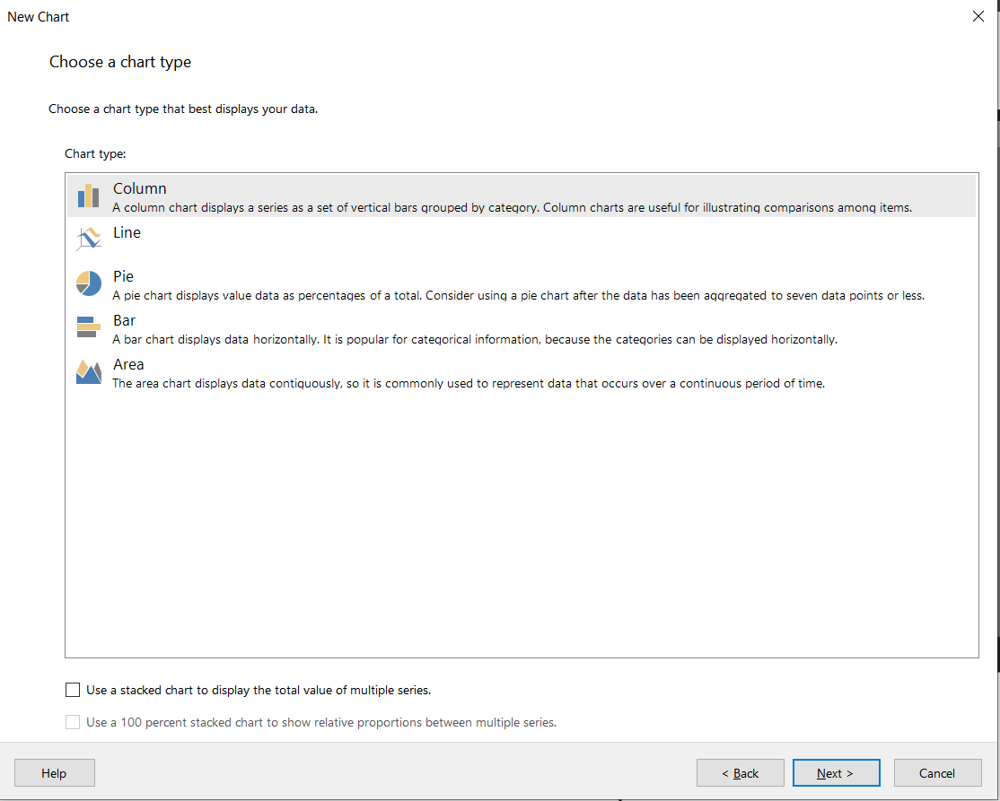 New Chart
Choose a chart type
Choose a chart type that best displays your data.
Chart type:
Column
A column chart displays a series as a set of vertical bars grouped by category. Column charts are useful for illustrating comparisons among items.
Line
Pie
A pie chart displays value data as percentages of a total. Consider using a pie chart after the data has been aggregated to seven data points or less.
Bar
A bar chart displays data horizontally. It is popular for categorical information, because the categories can be displayed horizontally.
Area
The area chart displays data contiguously, so it is commonly used to represent data that occurs over a continuous period of time.
Use a stacked chart to display the total value of multiple series.
Use a 100 percent stacked chart to show relative proportions between multiple series.
Help < Back Next > Cancel